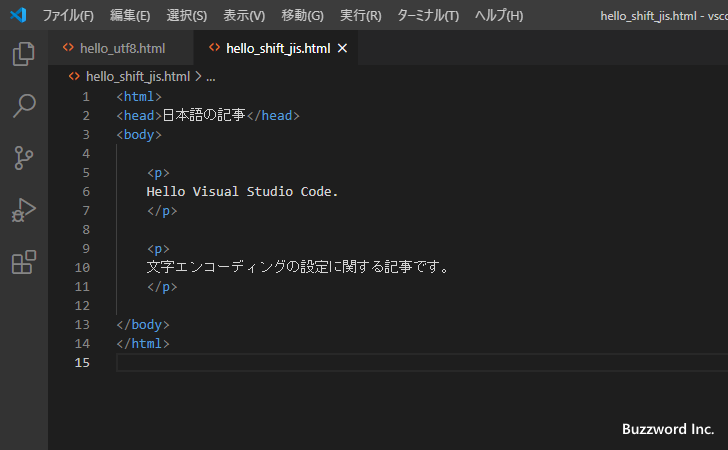 ファイル(F) 編集(E) 選択(S) 表示(V) 移動(G) 実行(R) ターミナル(T) ヘルプ(H) hello_shift_jis.html - vsco
hello_utf8.html hello_shift_jis.html
hello_shift_jis.html > ...
1 <html>
2 <head>日本語の記事</head>
3 <body>
4
5 <p>
6 Hello Visual Studio Code.
7 </p>
8
9 <p>
10 文字エンコーディングの設定に関する記事です。
11 </p>
12
13 </body>
14 </html>
15
Buzzword Inc.